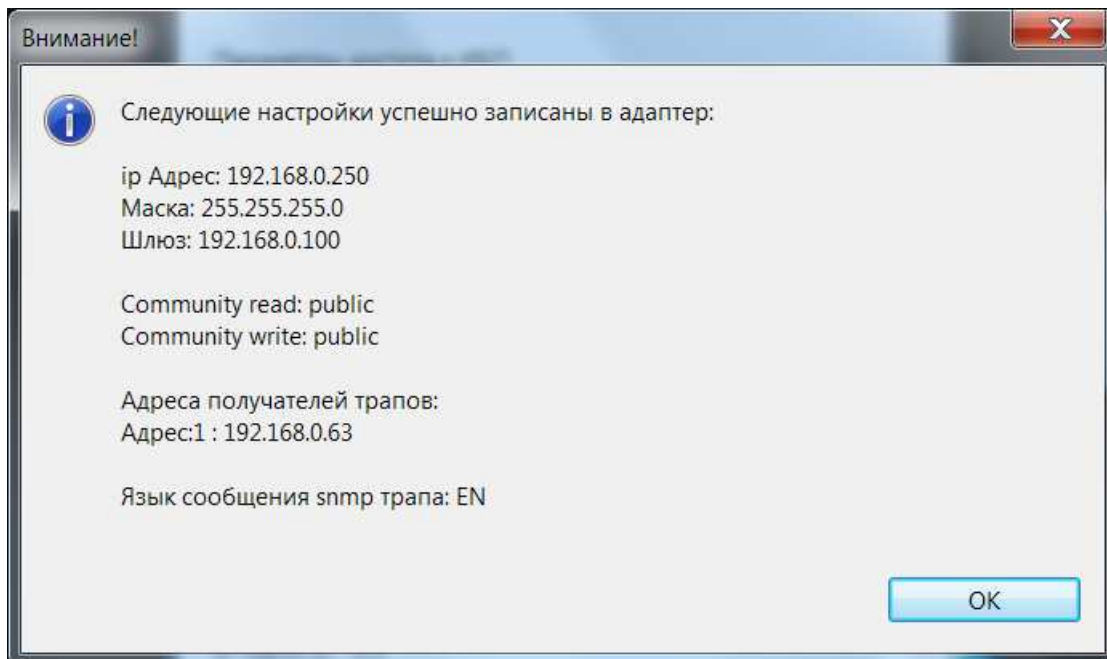 Внимание!
Следующие настройки успешно записаны в адаптер:
ip Адрес: 192.168.0.250
Маска: 255.255.255.0
Шлюз: 192.168.0.100
Community read: public
Community write: public
Адреса получателей трапов:
Адрес:1 : 192.168.0.63
Язык сообщения snmp трапа: EN
OK